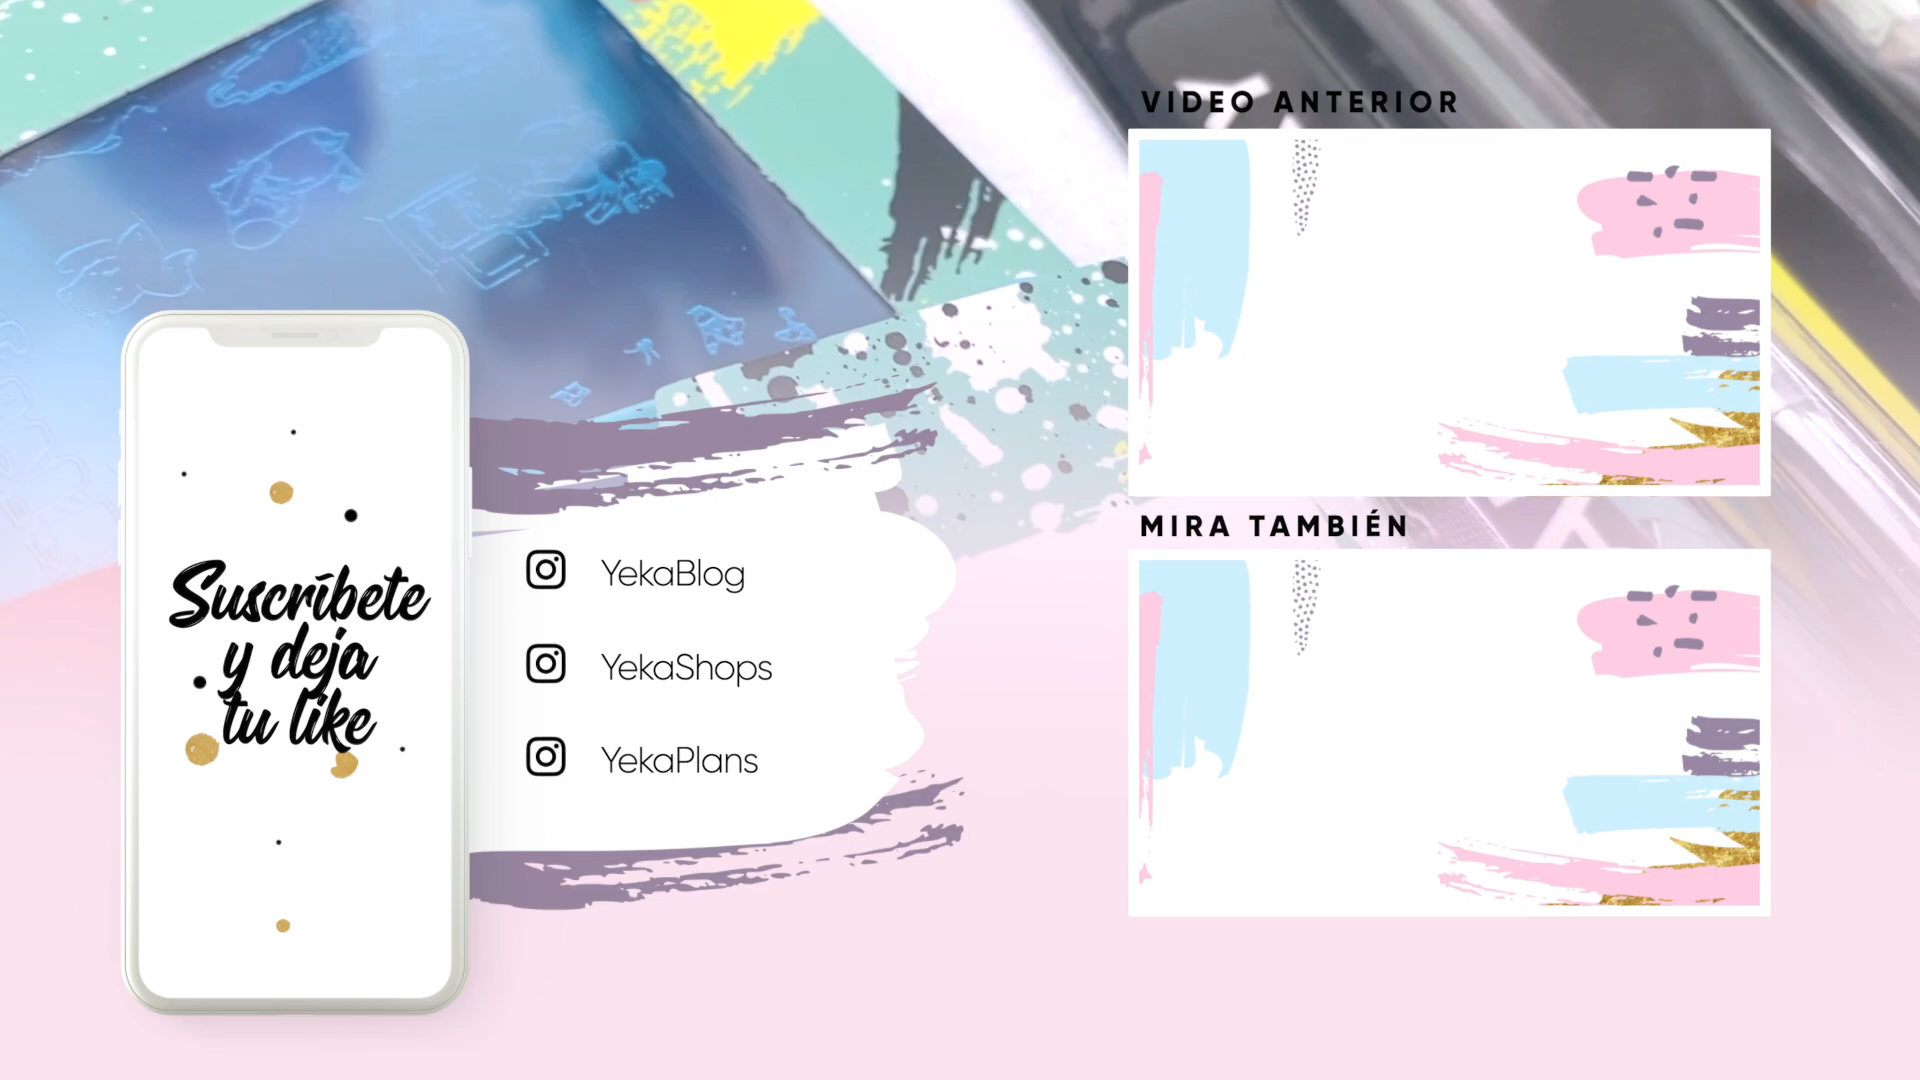 VIDEO ANTERIOR
MIRA TAMBIÉN
Suscríbete
y deja
tu like
YekaBlog
YekaShops
YekaPlans